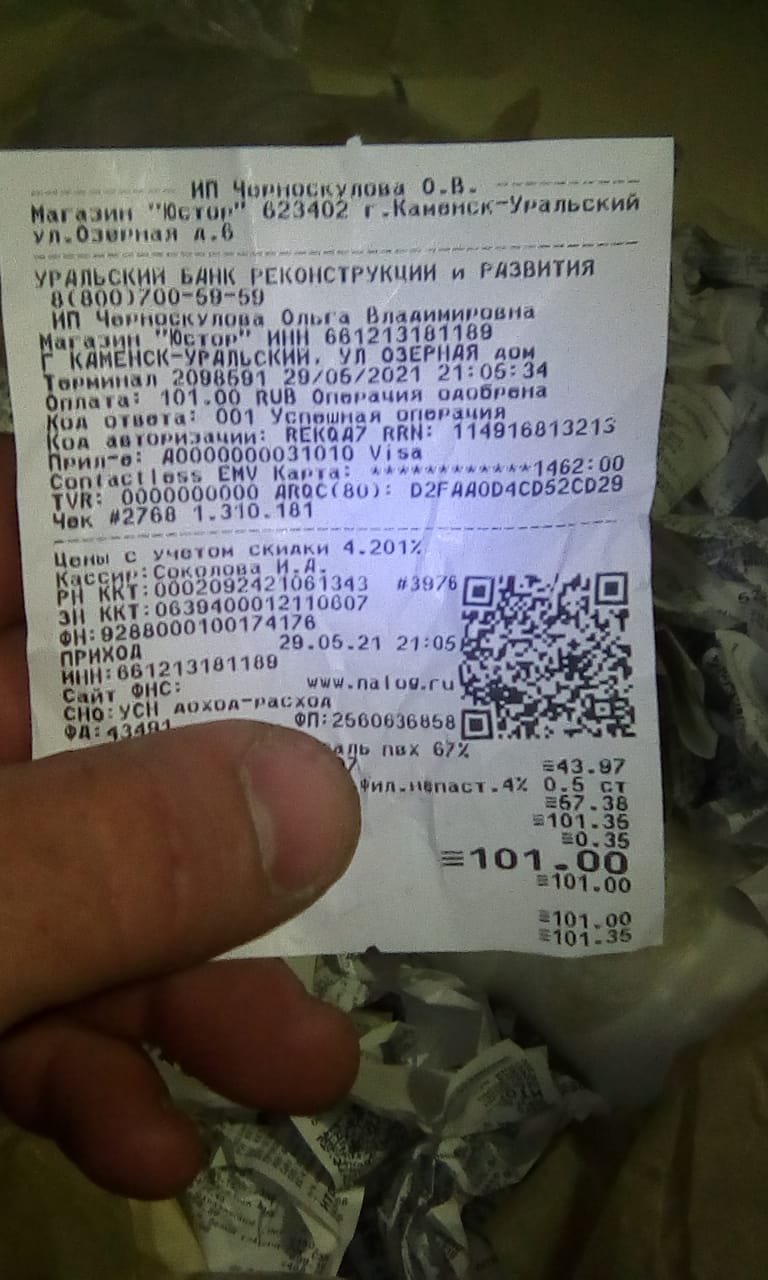 ИП Черноскулова О.В.
Магазин "Юстор" 623402 г.Каменск-Уральский
ул.Озерная д.6
УРАЛЬСКИЙ БАНК РЕКОНСТРУКЦИИ и РАЗВИТИЯ
8(800)700-59-59
ИП Черноскулова Ольга Владимировна
Магазин "Юстор" ИНН 661213181189
Г КАМЕНСК-УРАЛЬСКИЙ, УЛ ОЗЕРНАЯ дом
Терминал 2098591 29/05/2021 21:05:34
Оплата: 101.00 RUB Операция одобрена
Код ответа: 001 Успешная операция
Код авторизации: REKQA7 RRN: 114916813213
Прил-е: A0000000031010 Visa
Contactless EMV Карта: ************1462:00
TVR: 0000000000 ARQC(80): D2FAA0D4CD52CD29
Чек #2768 1.310.181
Цены с учетом скидки 4.201%
Кассир:Соколова И.А.
РН ККТ:0002092421061343 #3976
ЗН ККТ:0639400012110607
ФН:9288000100174176
ПРИХОД 29.05.21 21:05
ИНН:661213181189
Сайт ФНС: www.nalog.ru
СНО:УСН доход-расход
ФД:43491 ФП:2560636858
пвх 67%
≡43.97
фил.непаст.4% 0.5 ст
≡57.38
≡101.35
≡0.35
≡101.00
≡101.00
≡101.00
≡101.35